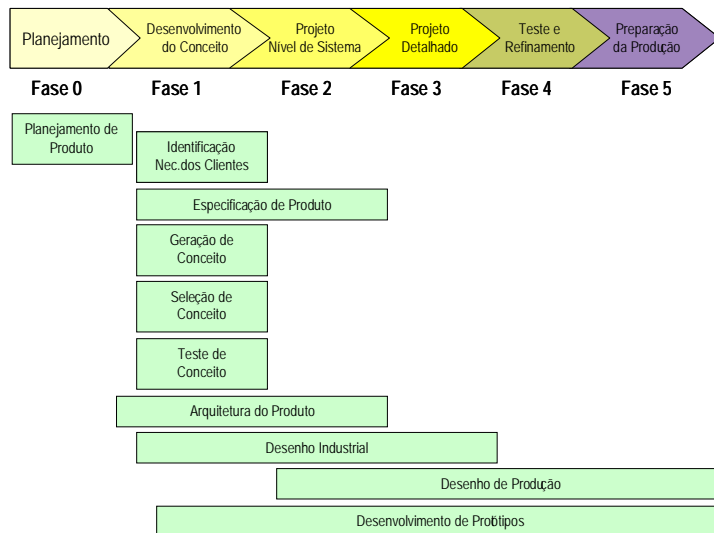 Planejamento
Desenvolvimento
do Conceito
Projeto
Nível de Sistema
Projeto
Detalhado
Teste e
Refinamento
Preparação
da Produção
Fase 0
Fase 1
Fase 2
Fase 3
Fase 4
Fase 5
Planejamento de
Produto
Identificação
Nec.dos Clientes
Especificação de Produto
Geração de
Conceito
Seleção de
Conceito
Teste de
Conceito
Arquitetura do Produto
Desenho Industrial
Desenho de Produção
Desenvolvimento de Protótipos